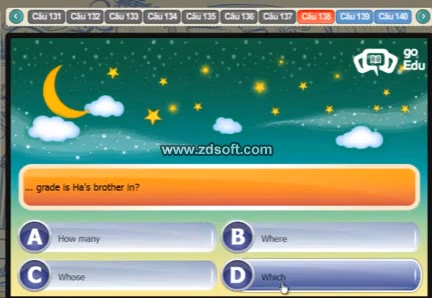 Câu 131 Câu 132 Câu 133 Câu 134 Câu 135 Câu 136 Câu 137 Câu 138 Câu 139 Câu 140
go
Edu
www.zdsoft.com
... grade is Ha's brother in?
A How many
B Where
C Whose
D Which